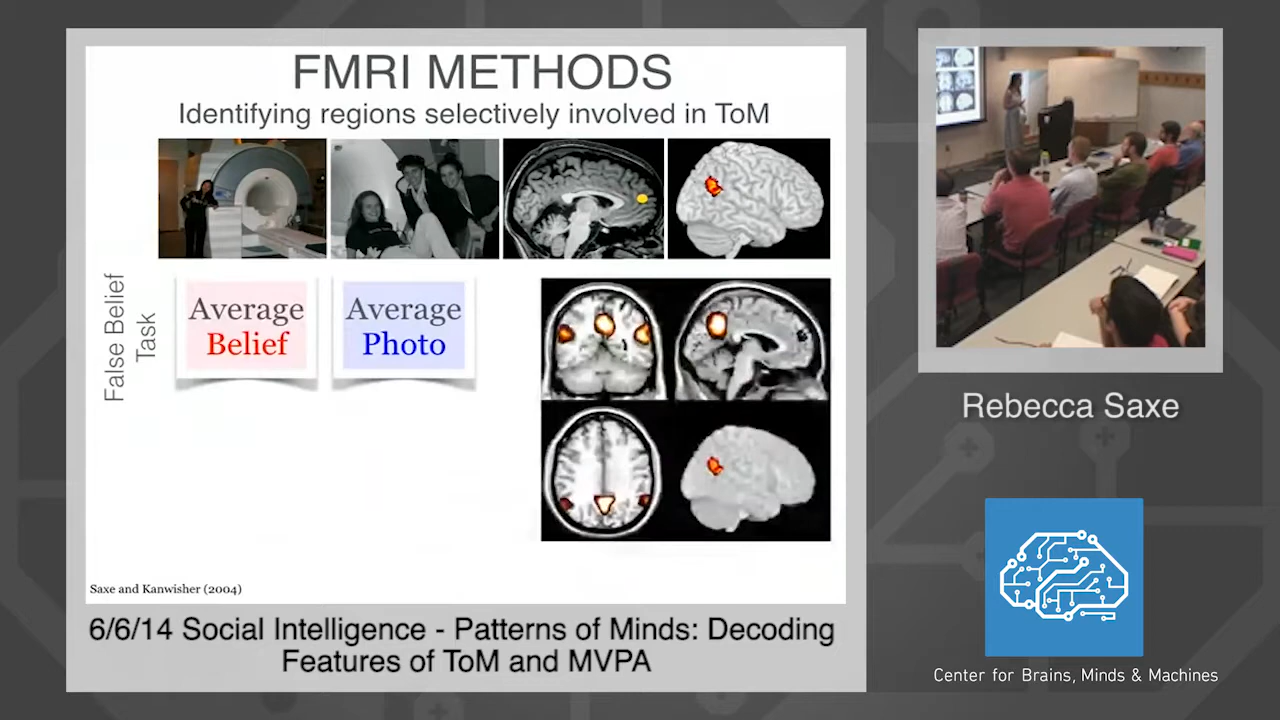 FMRI METHODS
Identifying regions selectively involved in ToM
False Belief
Task
Average
Belief
Average
Photo
Saxe and Kanwisher (2004)
6/6/14 Social Intelligence - Patterns of Minds: Decoding
Features of ToM and MVPA
Rebecca Saxe
Center for Brains, Minds & Machines